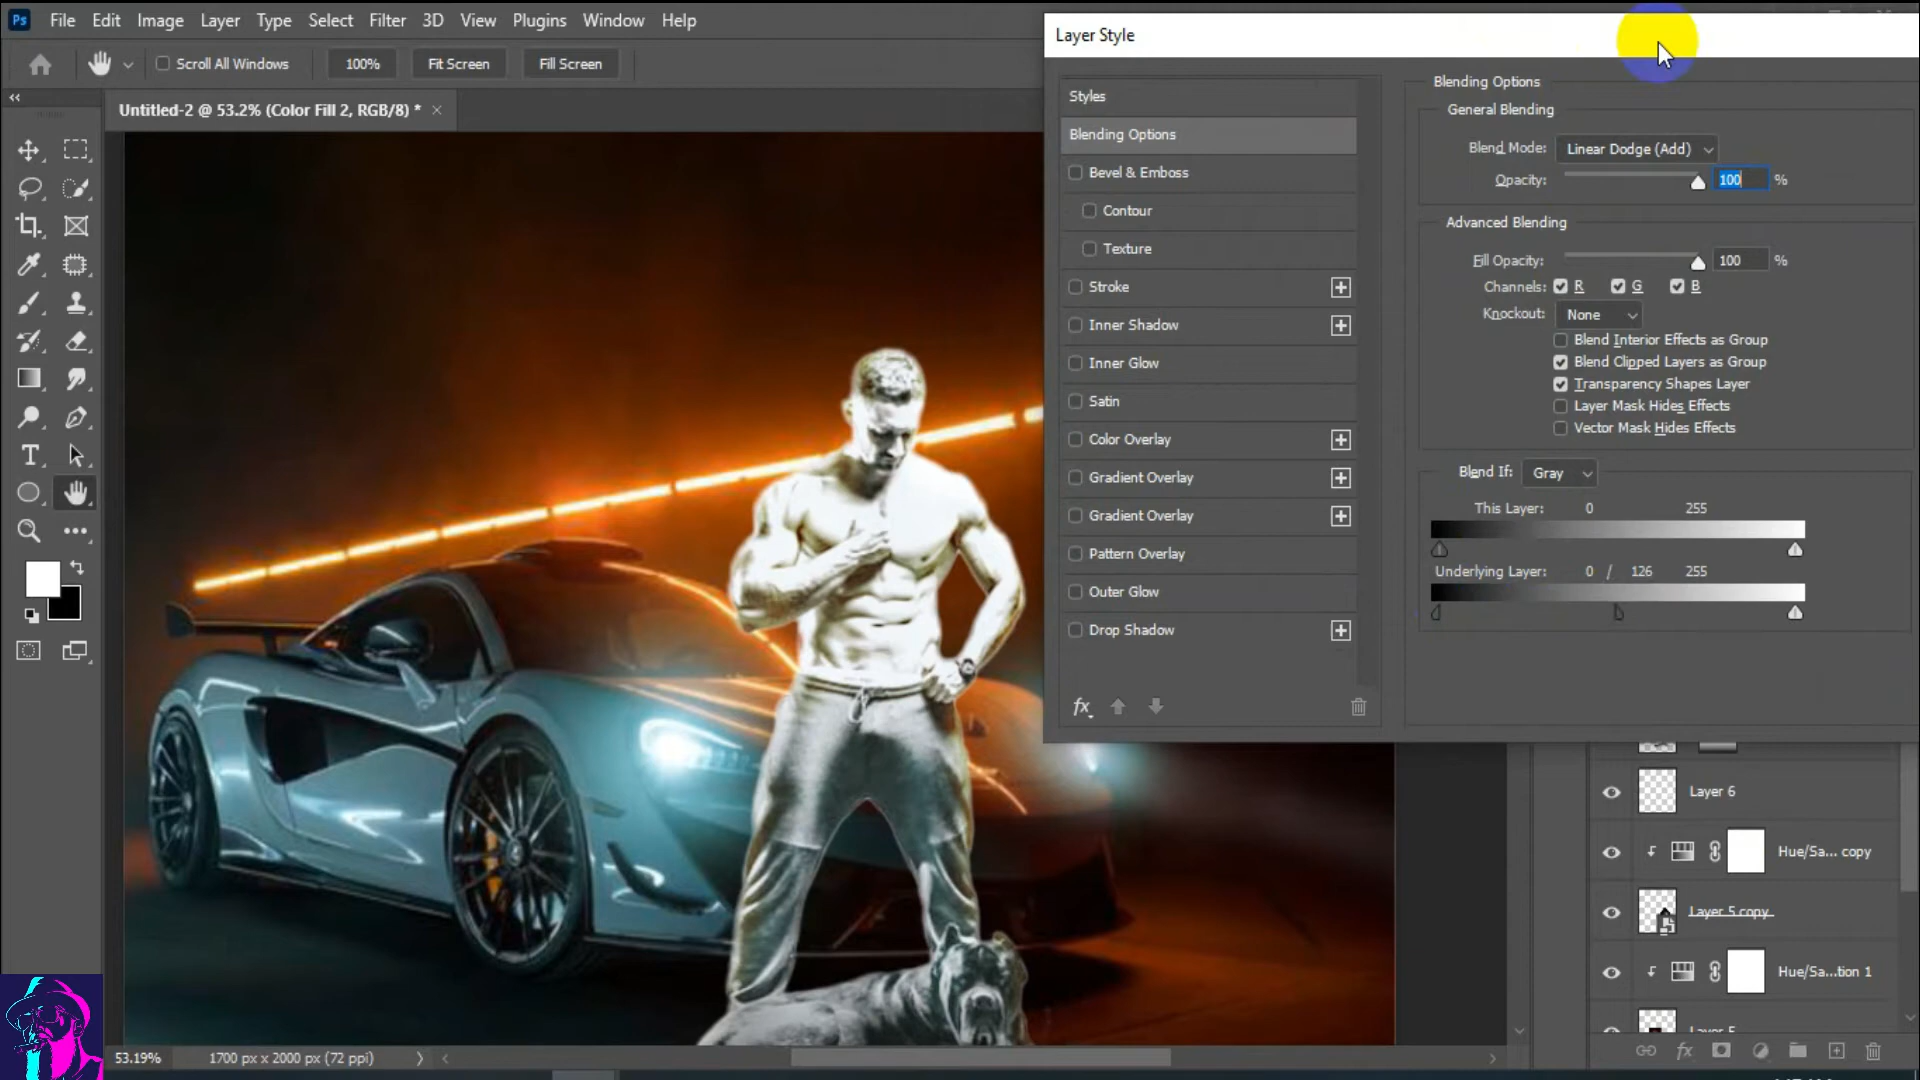 Ps File Edit Image Layer Type Select Filter 3D View Plugins Window Help
Scroll All Windows 100% Fit Screen Fill Screen
Untitled-2 @ 53.2% (Color Fill 2, RGB/8) * ×
Layer Style
Styles
Blending Options
Bevel & Emboss
Contour
Texture
Stroke
Inner Shadow
Inner Glow
Satin
Color Overlay
Gradient Overlay
Gradient Overlay
Pattern Overlay
Outer Glow
Drop Shadow
fx
Blending Options
General Blending
Blend Mode: Linear Dodge (Add)
Opacity: 100 %
Advanced Blending
Fill Opacity: 100 %
Channels: R G B
Knockout: None
Blend Interior Effects as Group
Blend Clipped Layers as Group
Transparency Shapes Layer
Layer Mask Hides Effects
Vector Mask Hides Effects
Blend If: Gray
This Layer: 0 255
Underlying Layer: 0 / 126 255
Layer 6
Hue/Sa... copy
Layer 5 copy
Hue/Sa...tion 1
fx
53.19% 1700 px x 2000 px (72 ppi)